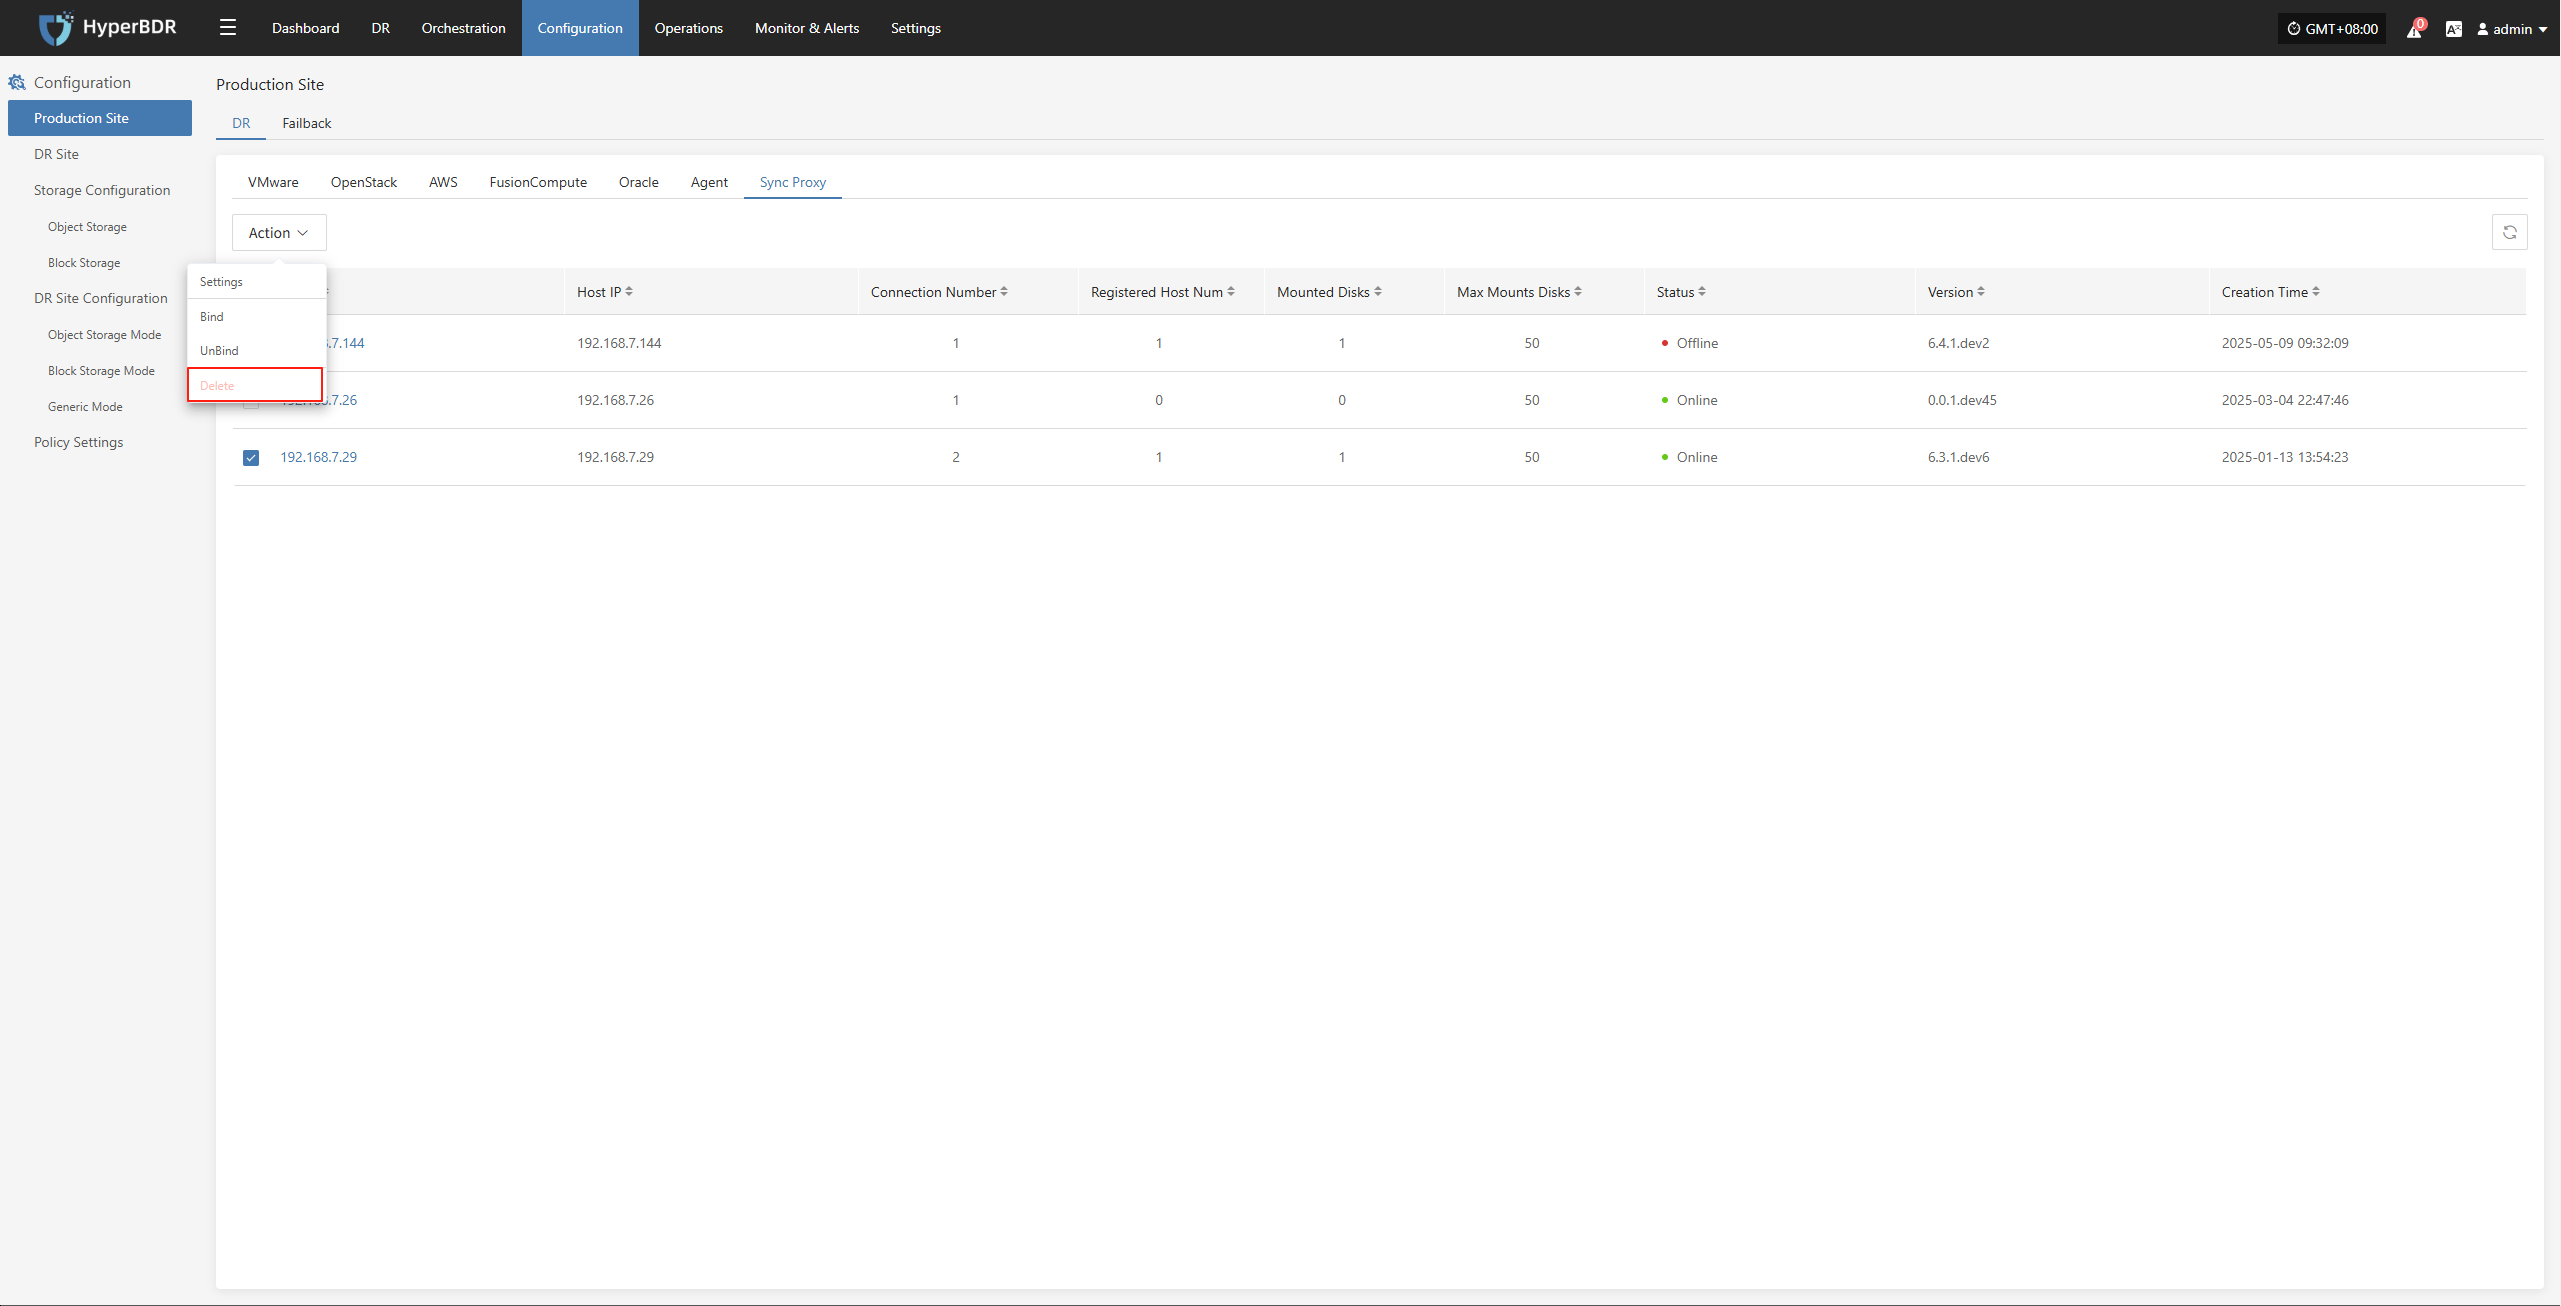 HyperBDR
Dashboard
DR
Orchestration
Configuration
Operations
Monitor & Alerts
Settings
GMT+08:00
0
admin
Configuration
Production Site
DR Site
Storage Configuration
Object Storage
Block Storage
DR Site Configuration
Object Storage Mode
Block Storage Mode
Generic Mode
Policy Settings
Production Site
DR Failback
VMware OpenStack AWS FusionCompute Oracle Agent Sync Proxy
Action
Settings
Bind
UnBind
Delete
Host IP Connection Number Registered Host Num Mounted Disks Max Mounts Disks Status Version Creation Time
.7.144 192.168.7.144 1 1 1 50 Offline 6.4.1.dev2 2025-05-09 09:32:09
192.168.7.26 192.168.7.26 1 0 0 50 Online 0.0.1.dev45 2025-03-04 22:47:46
192.168.7.29 192.168.7.29 2 1 1 50 Online 6.3.1.dev6 2025-01-13 13:54:23